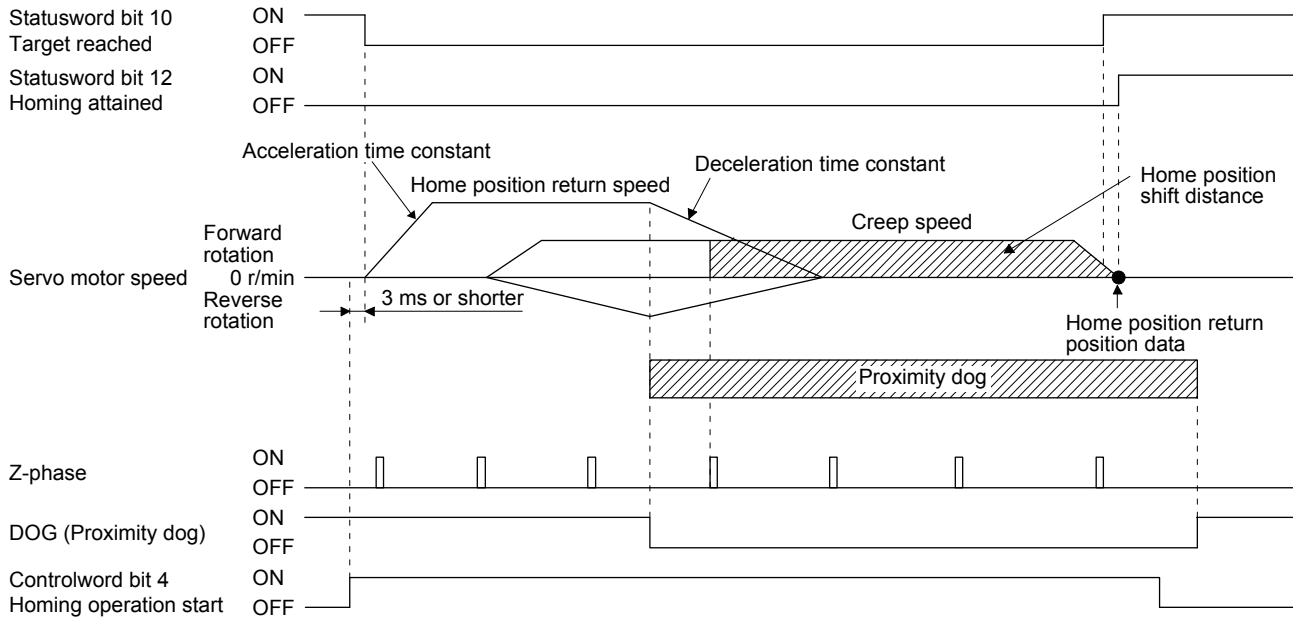 Statusword bit 10
Target reached
ON
OFF
Statusword bit 12
Homing attained
ON
OFF
Acceleration time constant
Home position return speed
Deceleration time constant
Home position
shift distance
Creep speed
Forward
rotation
Servo motor speed
0 r/min
Reverse
rotation
3 ms or shorter
Home position return
position data
Proximity dog
Z-phase
ON
OFF
DOG (Proximity dog)
ON
OFF
Controlword bit 4
Homing operation start
ON
OFF